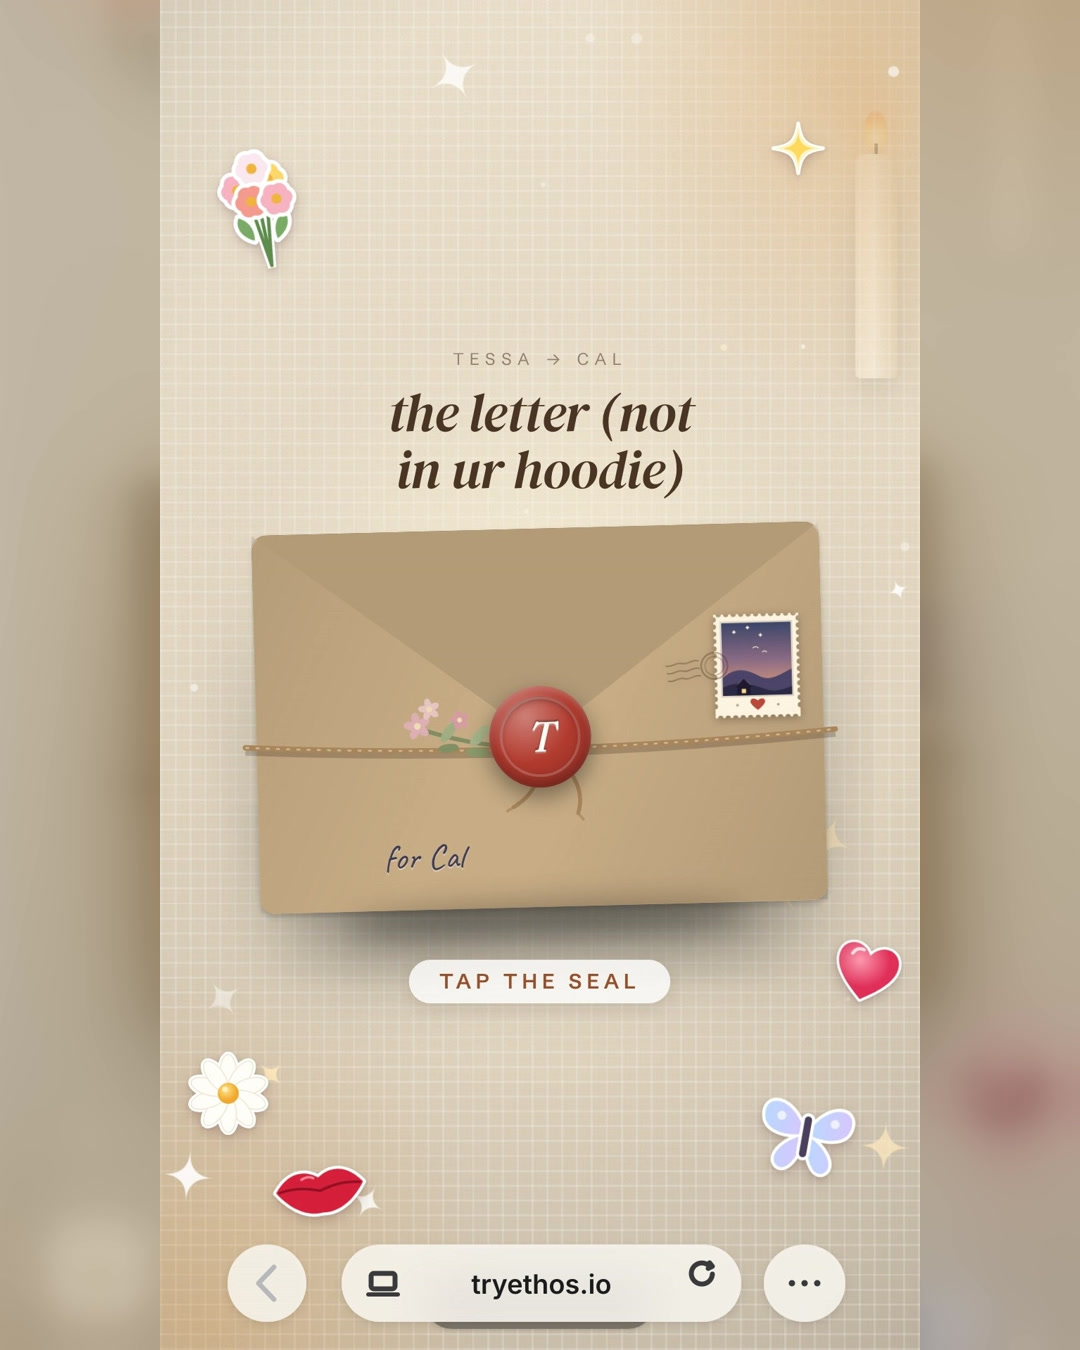 TESSA → CAL
the letter (not
in ur hoodie)
T
for Cal
TAP THE SEAL
tryethos.io